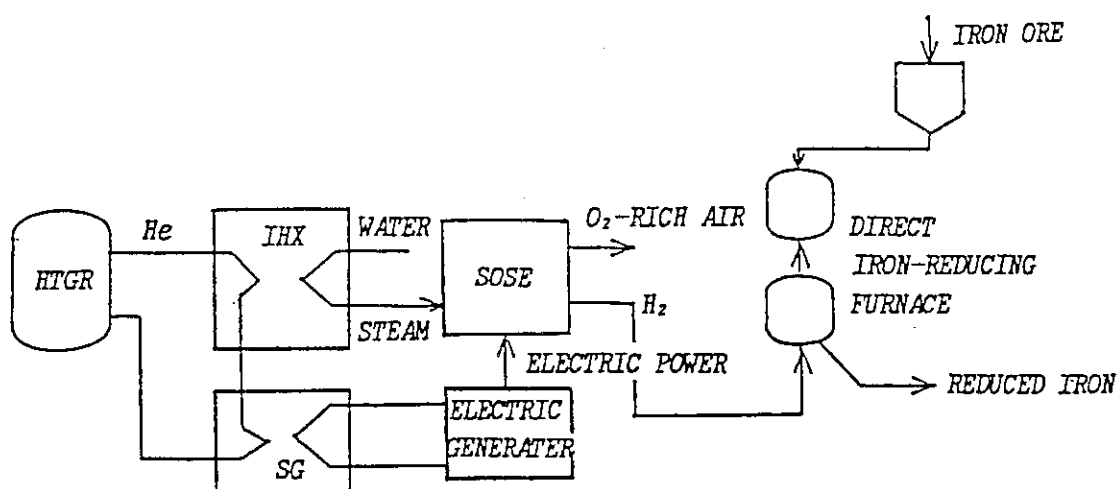 IRON ORE
He
IHX
WATER
O₂-RICH AIR
DIRECT
IRON-REDUCING
FURNACE
HTGR
SOSE
H₂
STEAM
ELECTRIC POWER
REDUCED IRON
ELECTRIC
GENERATER
SG